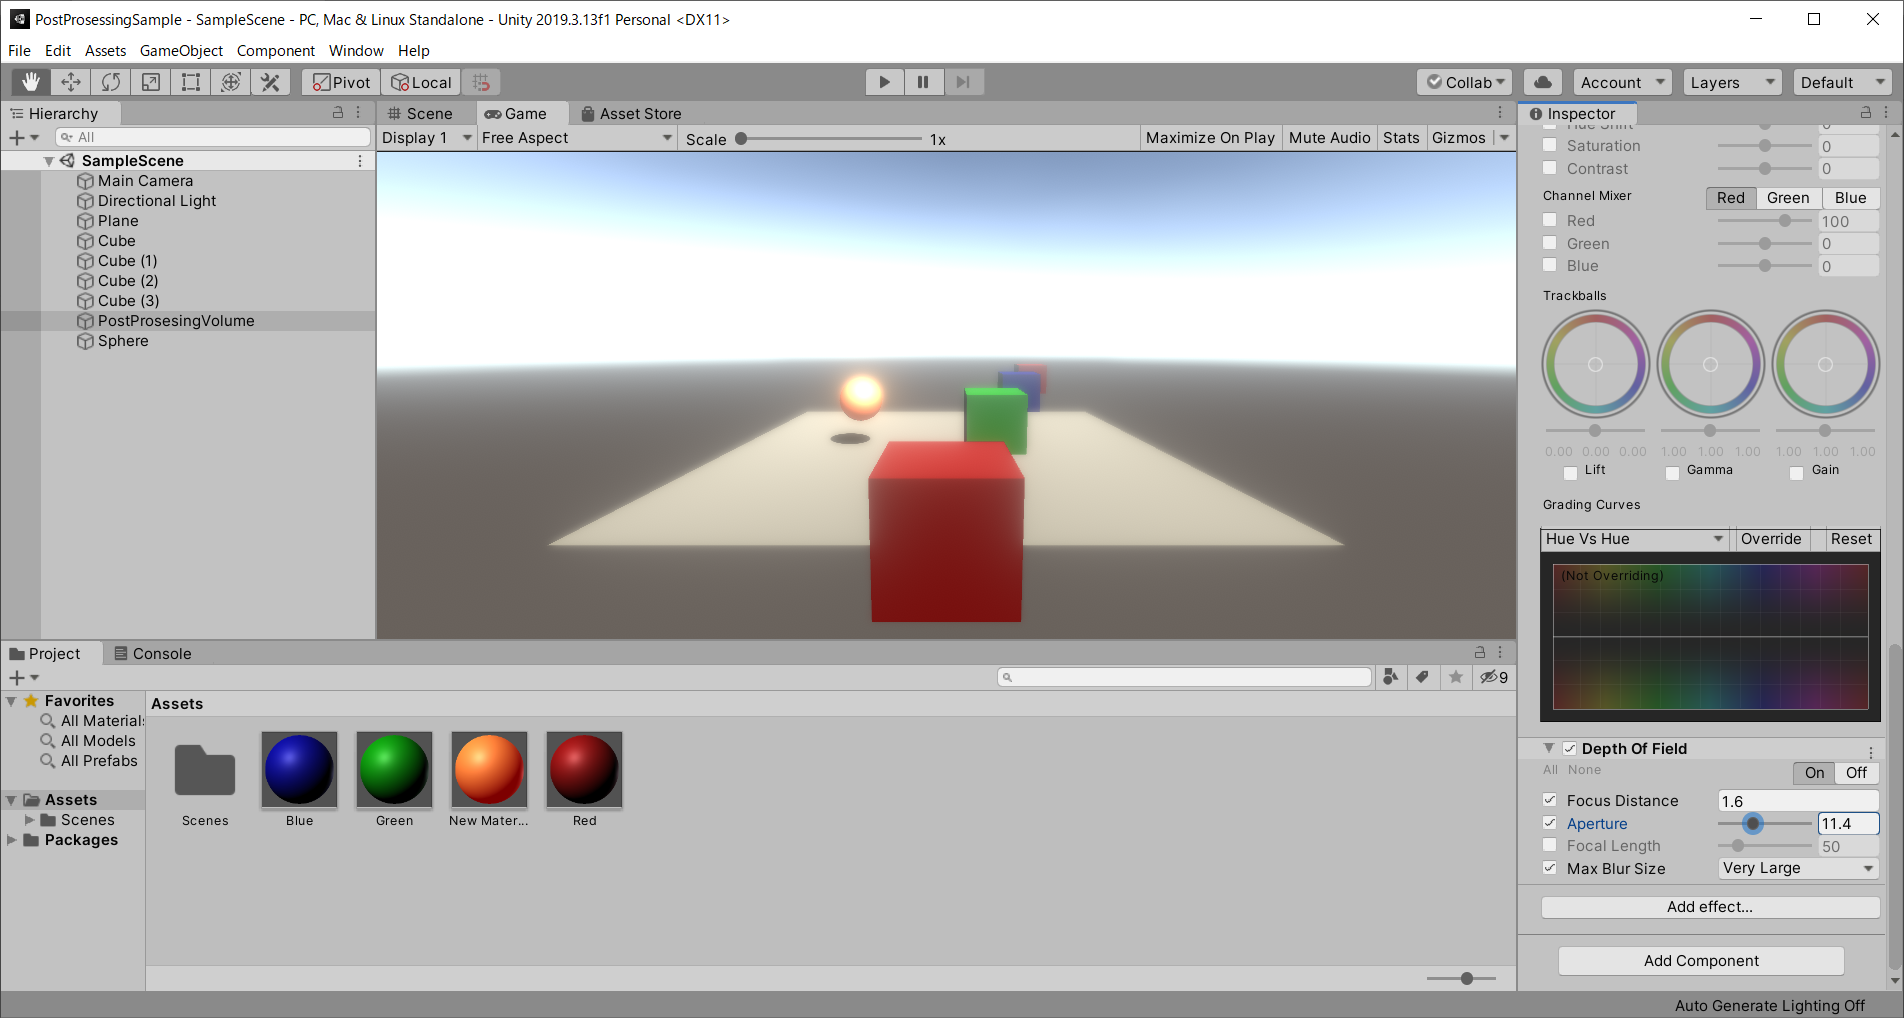 PostProsessingSample - SampleScene - PC, Mac & Linux Standalone - Unity 2019.3.13f1 Personal <DX11>
File Edit Assets GameObject Component Window Help
Pivot Local Collab Account Layers Default
Hierarchy
All
SampleScene
Main Camera
Directional Light
Plane
Cube
Cube (1)
Cube (2)
Cube (3)
PostProsesingVolume
Sphere
Scene Game Asset Store
Display 1 Free Aspect Scale 1x Maximize On Play Mute Audio Stats Gizmos
Inspector
Hue Shift 0
Saturation 0
Contrast 0
Channel Mixer Red Green Blue
Red 100
Green 0
Blue 0
Trackballs
0.00 0.00 0.00 1.00 1.00 1.00 1.00 1.00 1.00
Lift Gamma Gain
Grading Curves
Hue Vs Hue Override Reset
(Not Overriding)
Depth Of Field
All None On Off
Focus Distance 1.6
Aperture 11.4
Focal Length 50
Max Blur Size Very Large
Add effect...
Add Component
Project Console
9
Favorites
All Materials
All Models
All Prefabs
Assets
Scenes
Packages
Assets
Scenes Blue Green New Mater... Red
Auto Generate Lighting Off